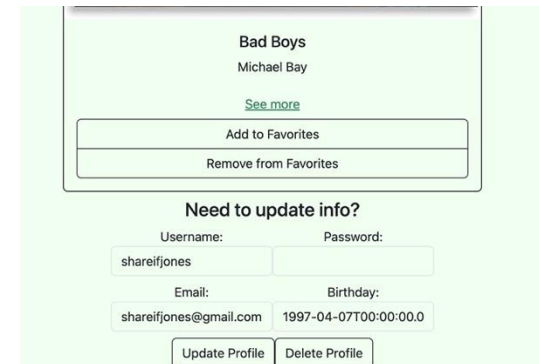 Bad Boys
Michael Bay
See more
Add to Favorites
Remove from Favorites
Need to update info?
Username: Password:
shareifjones
Email: Birthday:
shareifjones@gmail.com 1997-04-07T00:00:00.0
Update Profile Delete Profile